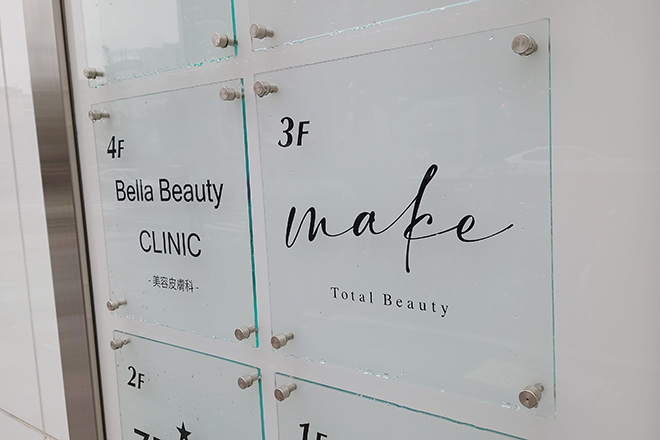 4F
Bella Beauty
CLINIC
- 美容皮膚科 -
3F
make
Total Beauty
2F